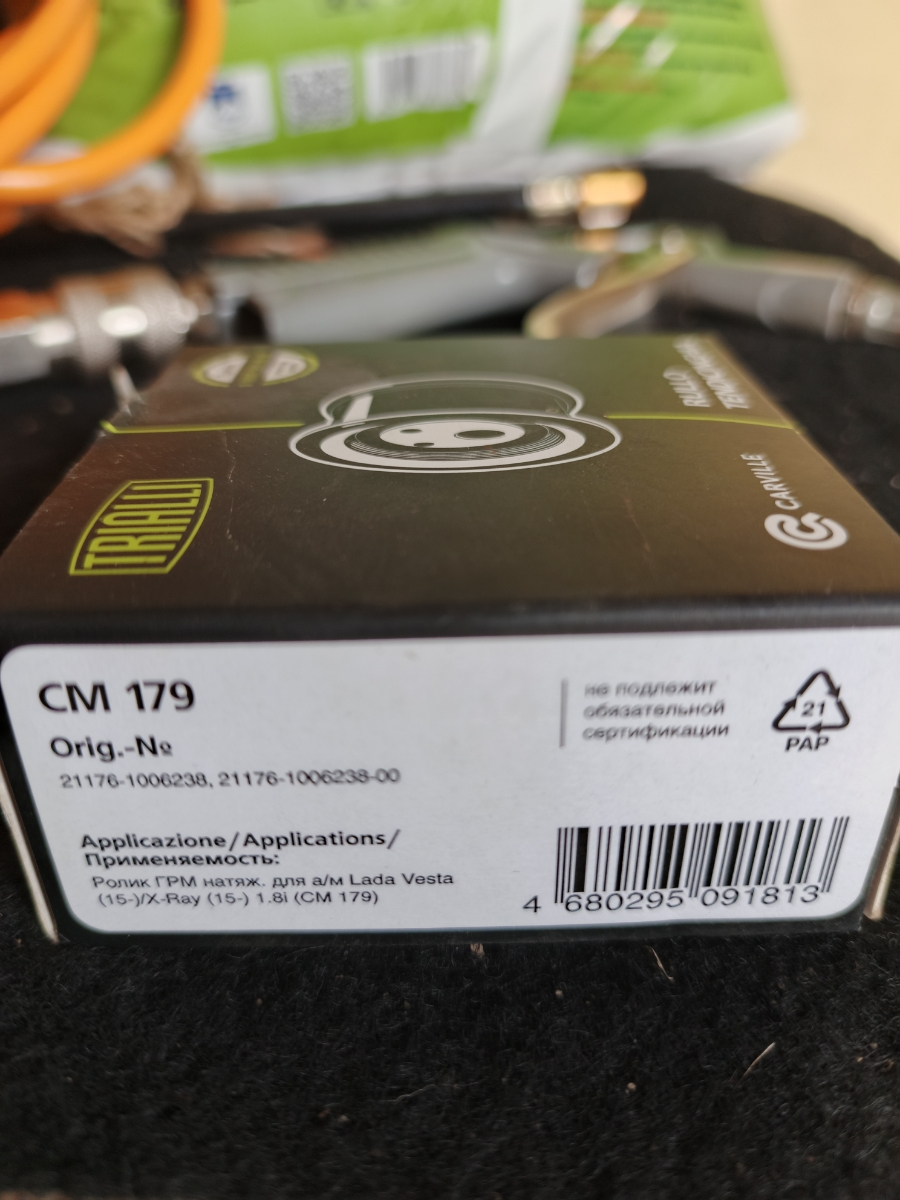 TRIALLI
CARVILLE
RULLO
CM 179
Orig.-№
21176-1006238, 21176-1006238-00
не подлежит
обязательной
сертификации
21
PAP
Applicazione/Applications/
Применяемость:
Ролик ГРМ натяж. для а/м Lada Vesta
(15-)/X-Ray (15-) 1.8i (CM 179)
4 680295 091813